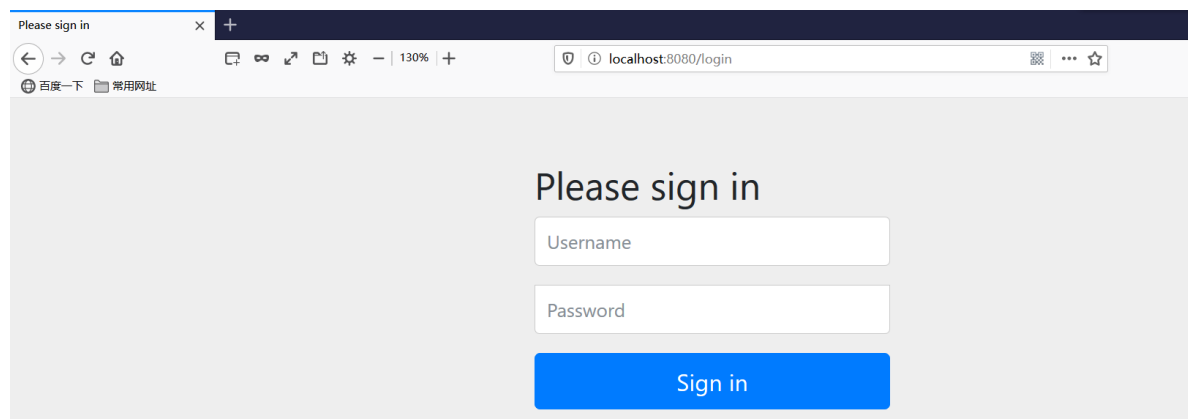 Please sign in
130%
localhost:8080/login
百度一下 常用网址
Please sign in
Username
Password
Sign in